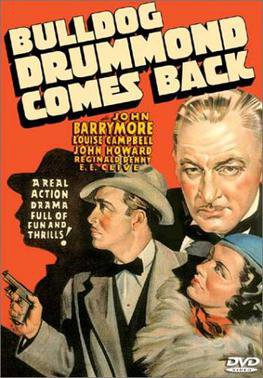 BULLDOG
DRUMMOND
COMES BACK
JOHN
BARRYMORE
LOUISE CAMPBELL
JOHN HOWARD
REGINALD DENNY
E.E. CLIVE
A REAL
ACTION
DRAMA
FULL OF
FUN AND
THRILLS!
DVD